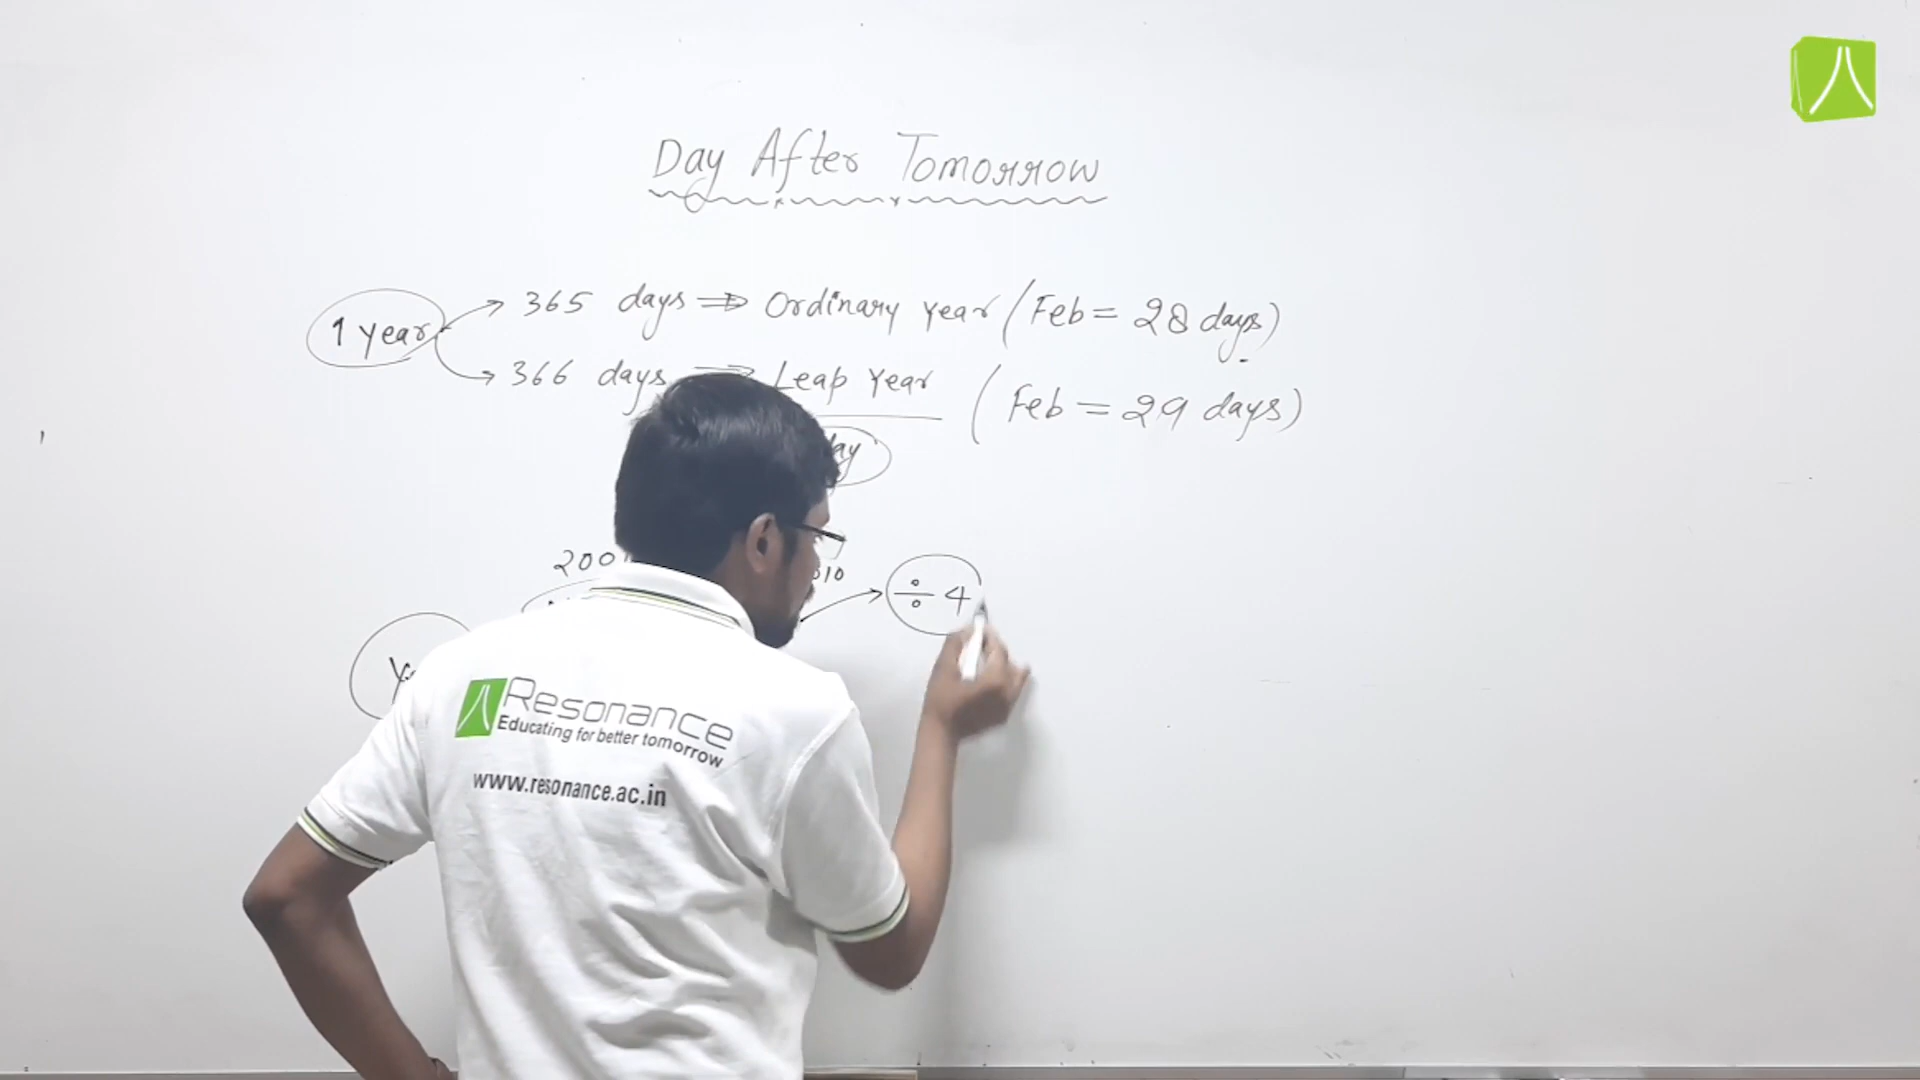 Day After Tomorrow
1 year
365 days ⇒ Ordinary year (Feb = 28 days)
366 days ⇒ Leap Year (Feb = 29 days)
÷ 4
Resonance
Educating for better tomorrow
www.resonance.ac.in